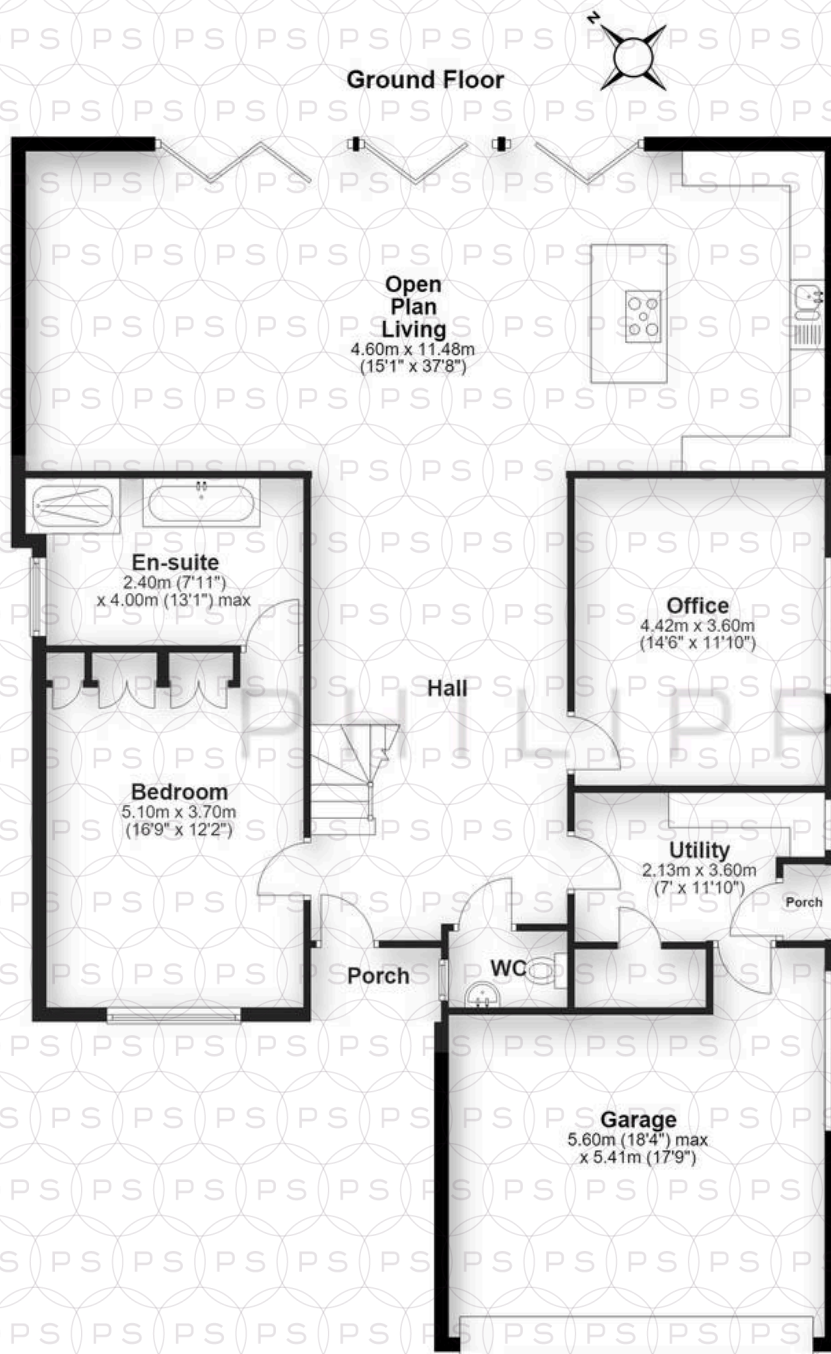 Ground Floor
N
Open
Plan
Living
4.60m x 11.48m
(15'1" x 37'8")
En-suite
2.40m (7'11")
x 4.00m (13'1") max
Office
4.42m x 3.60m
(14'6" x 11'10")
Hall
PHILIPP
Bedroom
5.10m x 3.70m
(16'9" x 12'2")
Utility
2.13m x 3.60m
(7' x 11'10")
Porch
WC
Porch
Garage
5.60m (18'4") max
x 5.41m (17'9")
PS